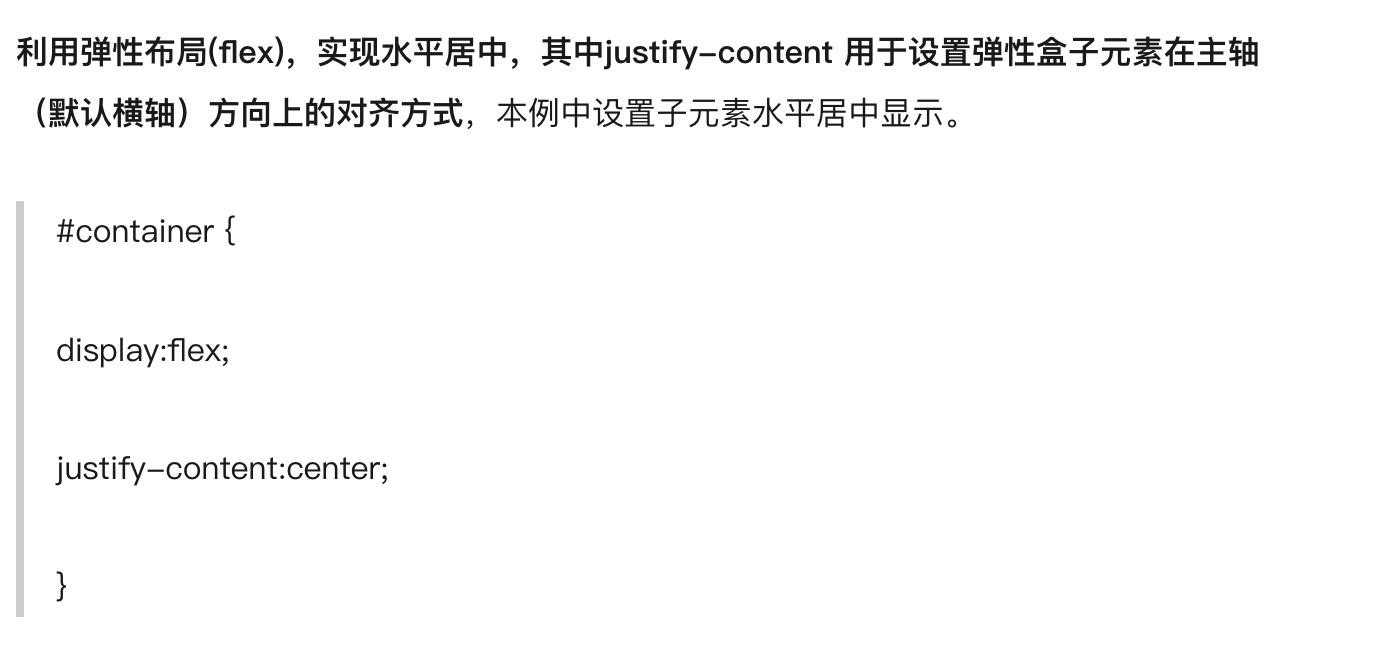 利用弹性布局(flex)，实现水平居中，其中justify-content 用于设置弹性盒子元素在主轴
（默认横轴）方向上的对齐方式，本例中设置子元素水平居中显示。
#container {
display:flex;
justify-content:center;
}